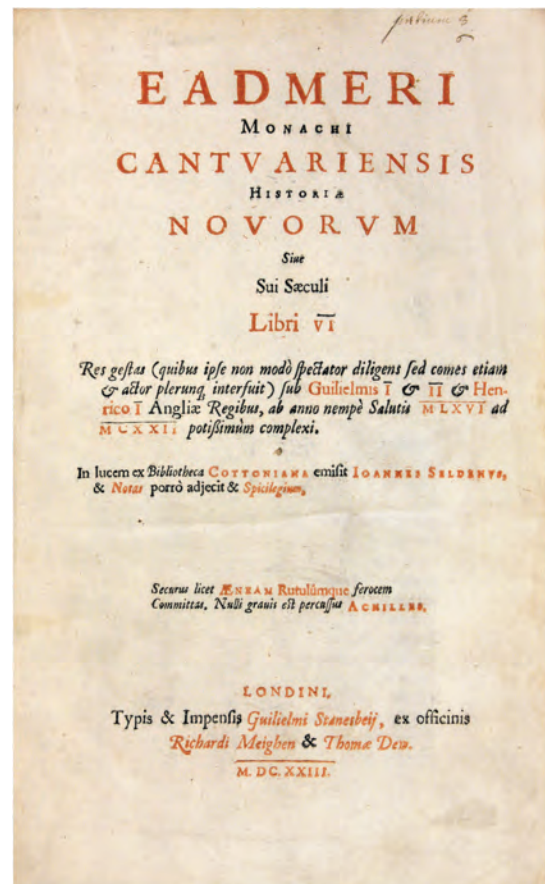 EADMERI
MONACHI
CANTVARIENSIS
HISTORIÆ
NOVORVM
Siue
Sui Sæculi
Libri VI
Res gestas (quibus ipse non modò spectator diligens sed comes etiam
& actor plerunq; interfuit) sub Guilielmis I & II & Hen-
rico I Angliæ Regibus, ab anno nempè Salutis MLXVI ad
MCXXII potissimùm complexi.
In lucem ex Bibliotheca COTTONIANA emisit IOANNES SELDENVS,
& Notas porrò adjecit & Spicilegium,
Securus licet ÆNEAM Rutulúmque ferocem
Committas, Nulli grauis est percussus ACHILLES.
LONDINI,
Typis & Impensis Guilielmi Stanesbeij, ex officinis
Richardi Meighen & Thomæ Dew.
M. DC. XXIII.